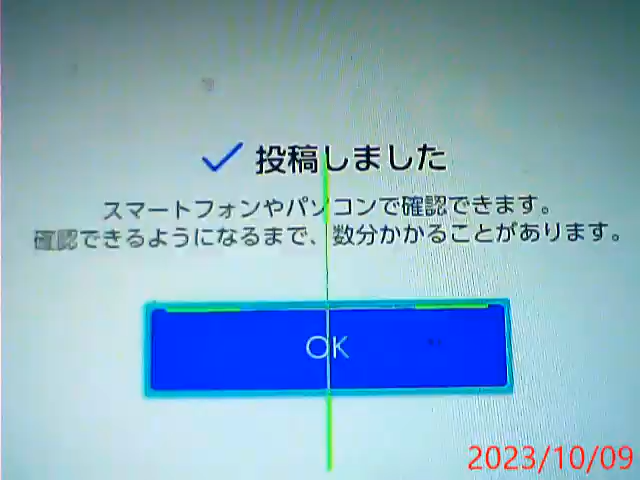 投稿しました
スマートフォンやパソコンで確認できます。
確認できるようになるまで、数分かかることがあります。
OK
2023/10/09